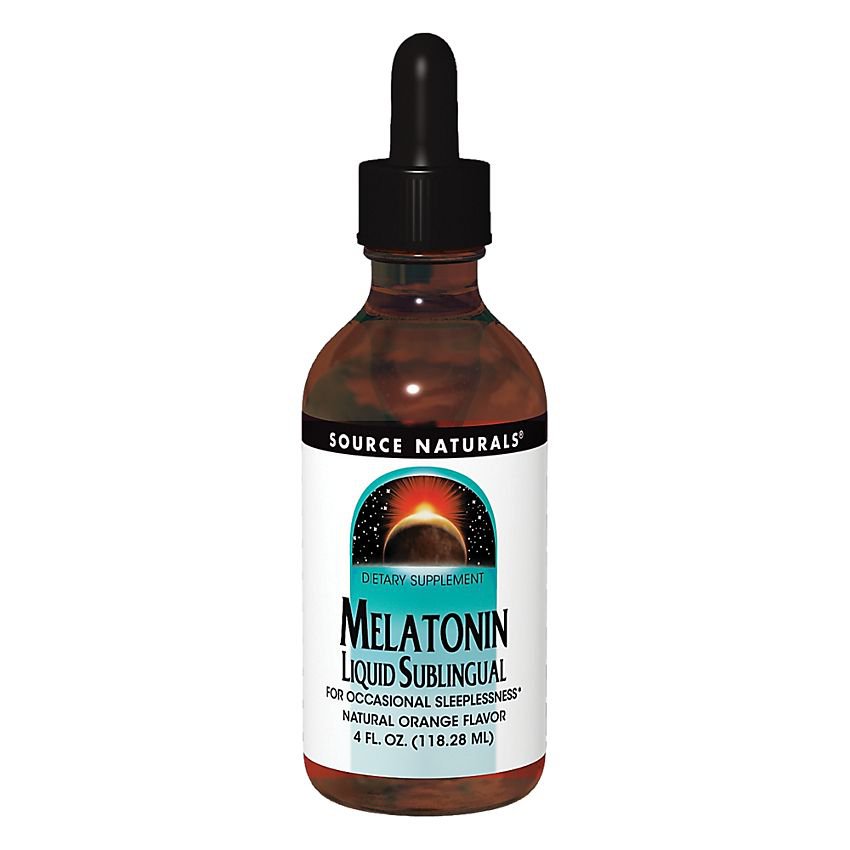 SOURCE NATURALS®
DIETARY SUPPLEMENT
MELATONIN
LIQUID SUBLINGUAL
FOR OCCASIONAL SLEEPLESSNESS*
NATURAL ORANGE FLAVOR
4 FL. OZ. (118.28 ML)